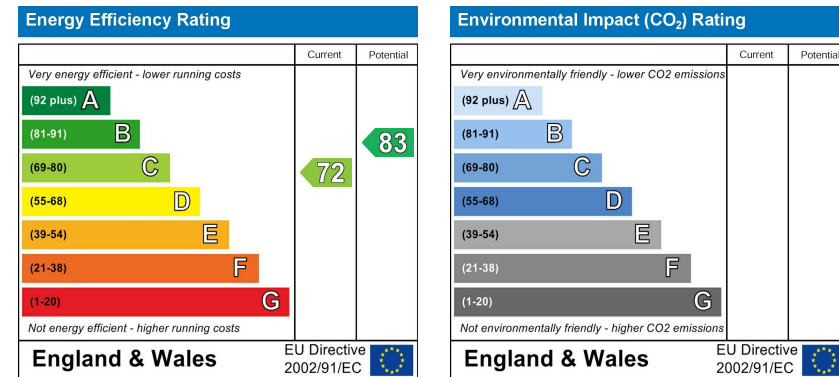 Energy Efficiency Rating
Current Potential
Very energy efficient - lower running costs
(92 plus) A
(81-91) B
83
(69-80) C
72
(55-68) D
(39-54) E
(21-38) F
(1-20) G
Not energy efficient - higher running costs
England & Wales
EU Directive
2002/91/EC
Environmental Impact (CO₂) Rating
Current Potential
Very environmentally friendly - lower CO2 emissions
(92 plus) A
(81-91) B
(69-80) C
(55-68) D
(39-54) E
(21-38) F
(1-20) G
Not environmentally friendly - higher CO2 emissions
England & Wales
EU Directive
2002/91/EC